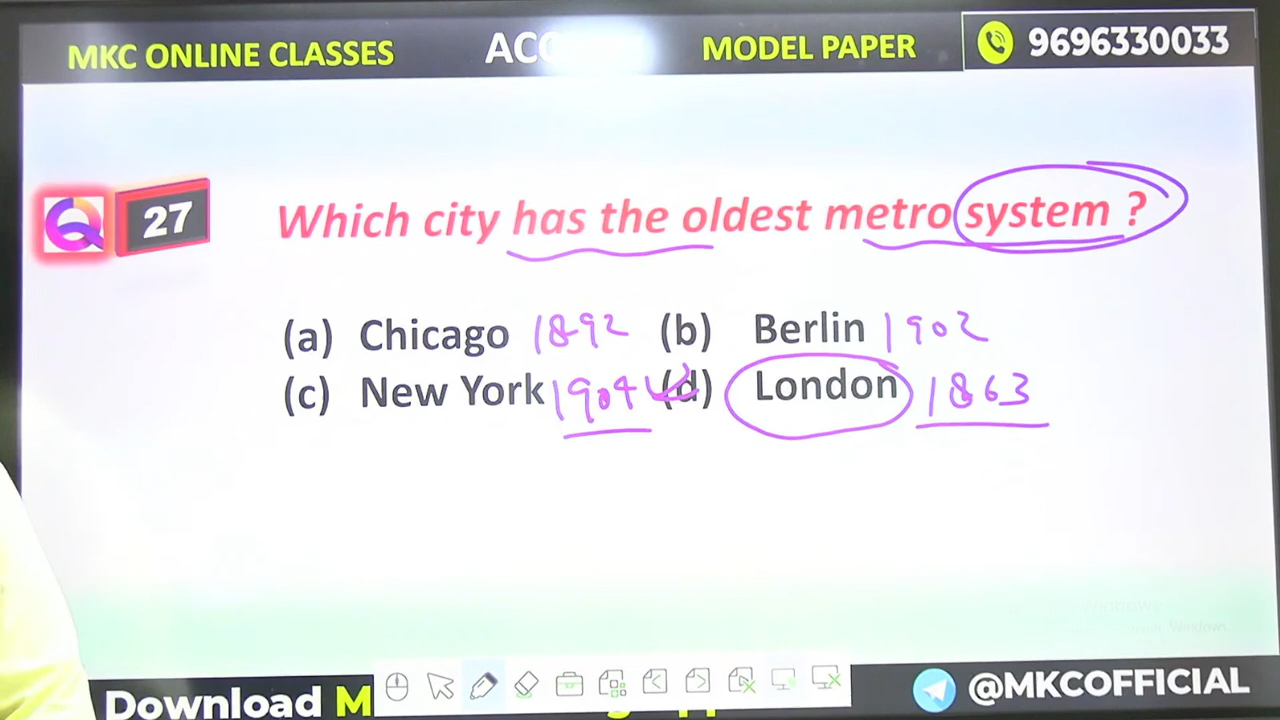 MKC ONLINE CLASSES MODEL PAPER 9696330033
27 Which city has the oldest metro system ?
(a) Chicago 1892 (b) Berlin 1902
(c) New York 1904 (d) London 1863
Download @MKCOFFICIAL